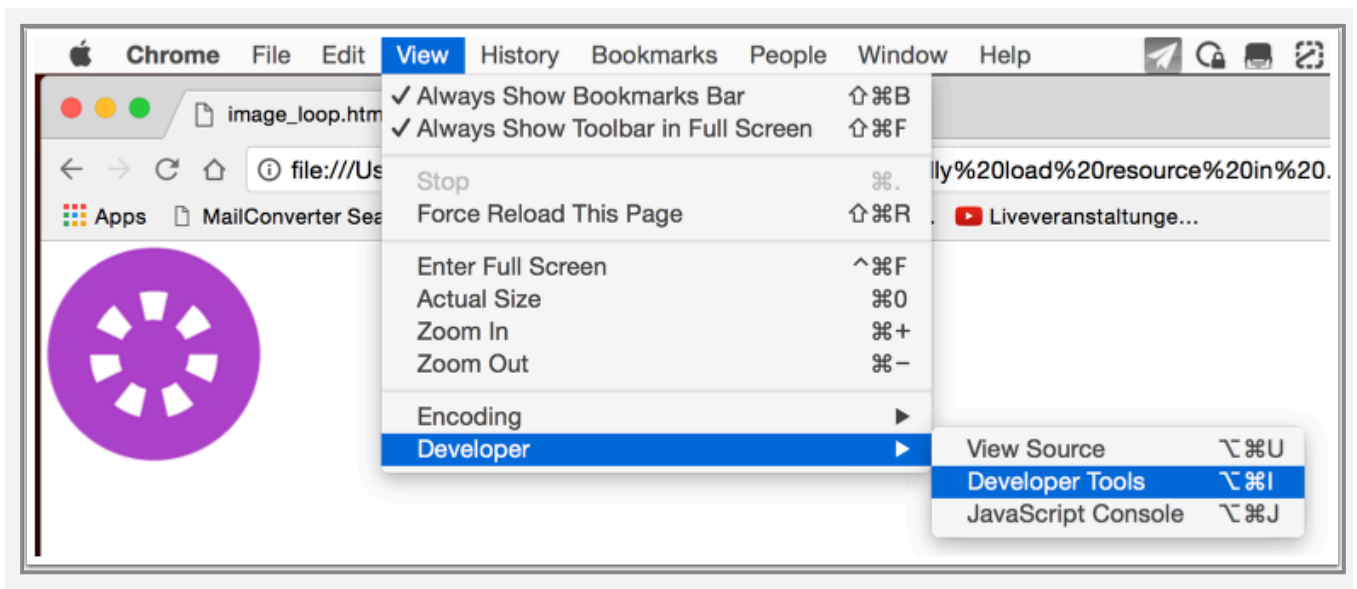 Chrome File Edit View History Bookmarks People Window Help
image_loop.htm
✓ Always Show Bookmarks Bar ⇧⌘B
✓ Always Show Toolbar in Full Screen ⇧⌘F
file:///Us
lly%20load%20resource%20in%20.
Stop ⌘.
Force Reload This Page ⇧⌘R
Apps MailConverter Sea . Liveveranstaltunge...
Enter Full Screen ^⌘F
Actual Size ⌘0
Zoom In ⌘+
Zoom Out ⌘−
Encoding ▶
Developer ▶
View Source ⌥⌘U
Developer Tools ⌥⌘I
JavaScript Console ⌥⌘J